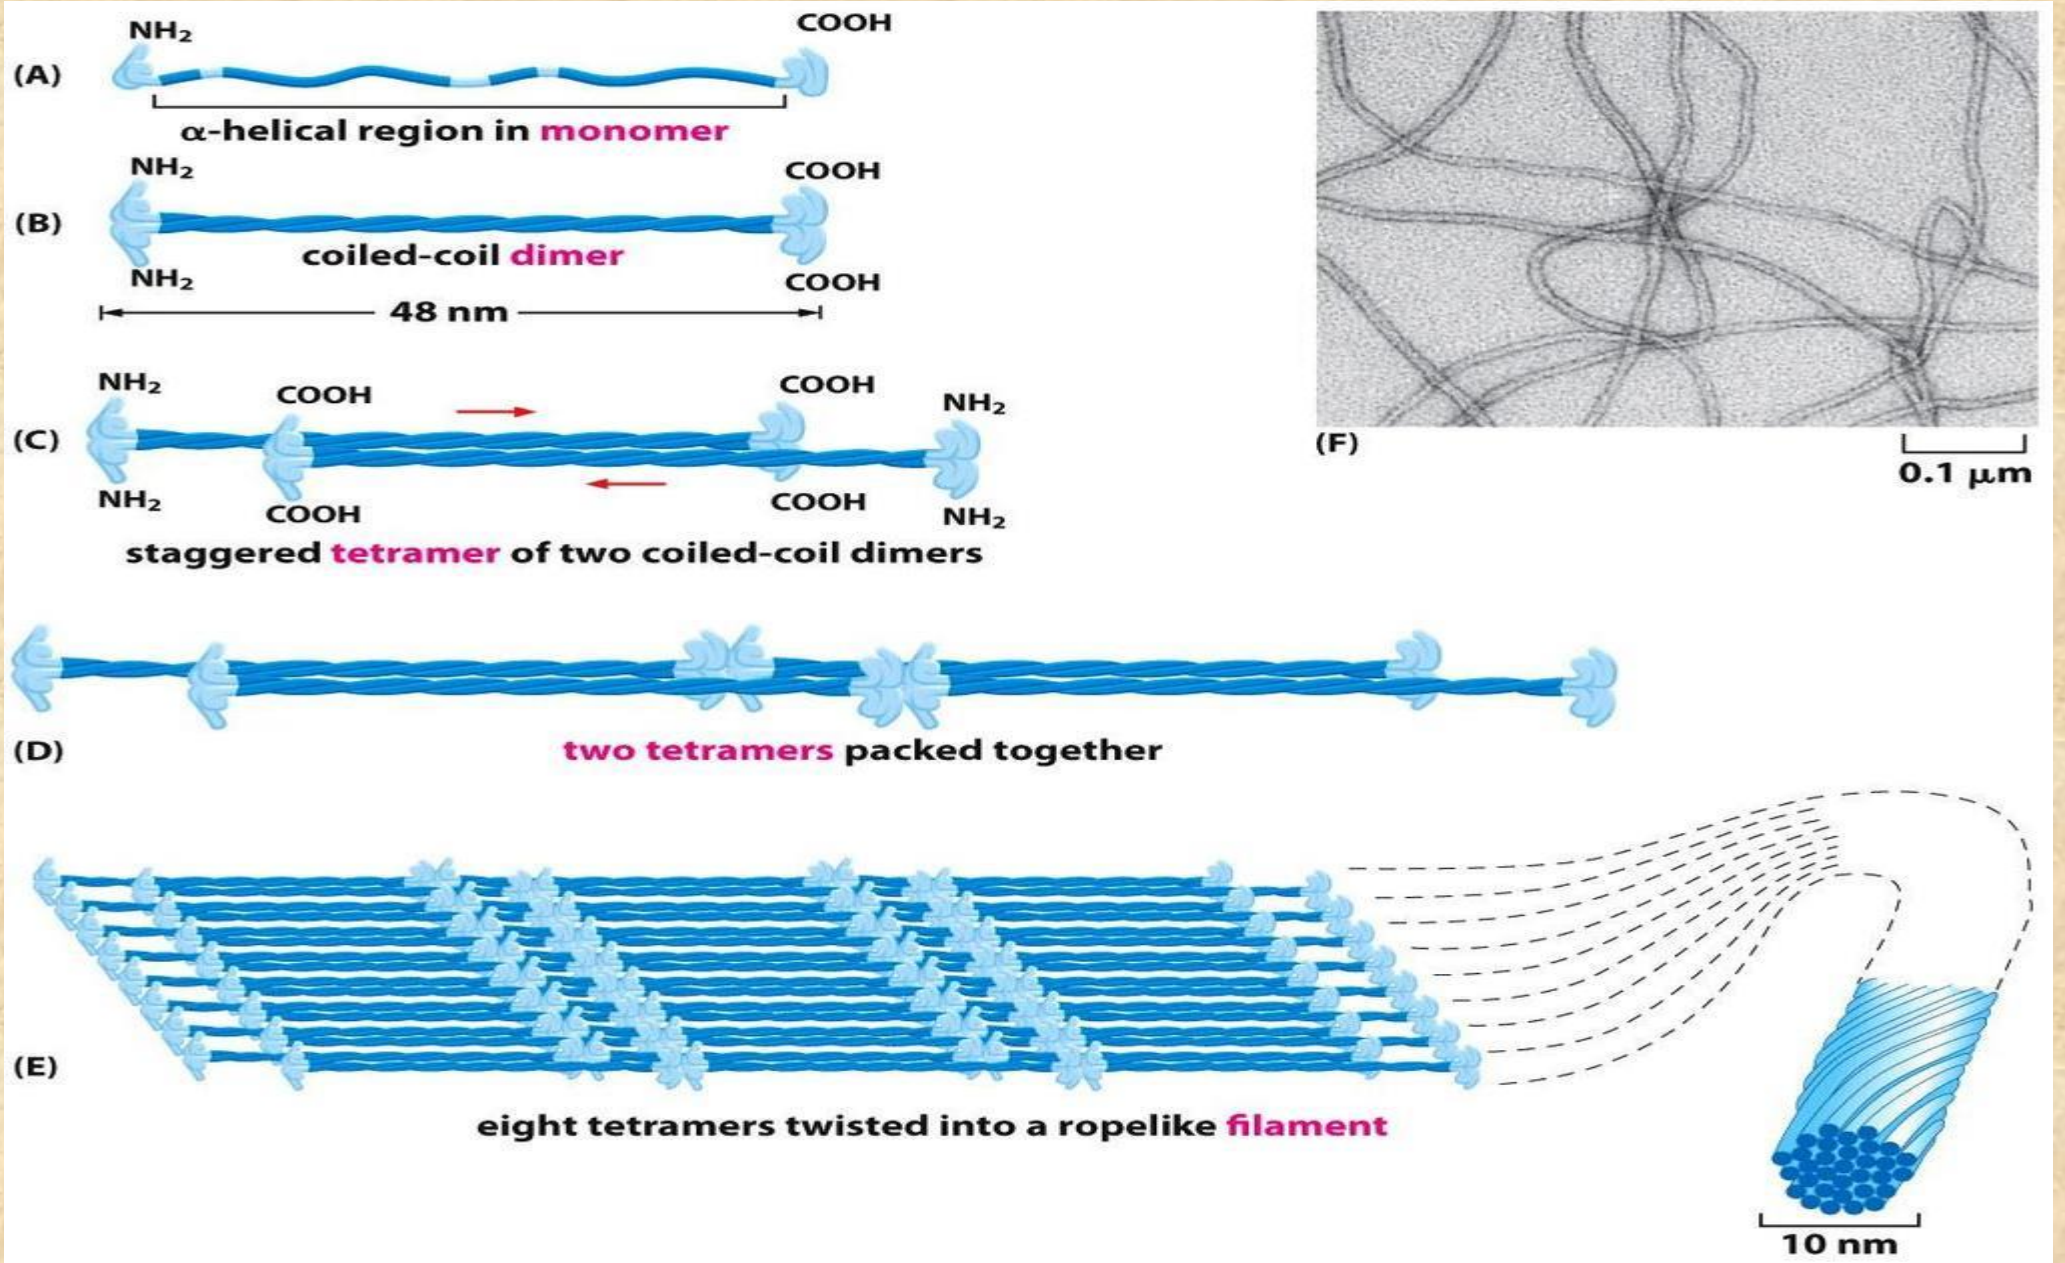 NH₂ COOH
(A)
α-helical region in monomer
NH₂ COOH
(B)
coiled-coil dimer
NH₂ COOH
48 nm
NH₂ COOH COOH NH₂
(C)
NH₂ COOH COOH NH₂
staggered tetramer of two coiled-coil dimers
(D)
two tetramers packed together
(E)
eight tetramers twisted into a ropelike filament
10 nm
(F)
0.1 μm